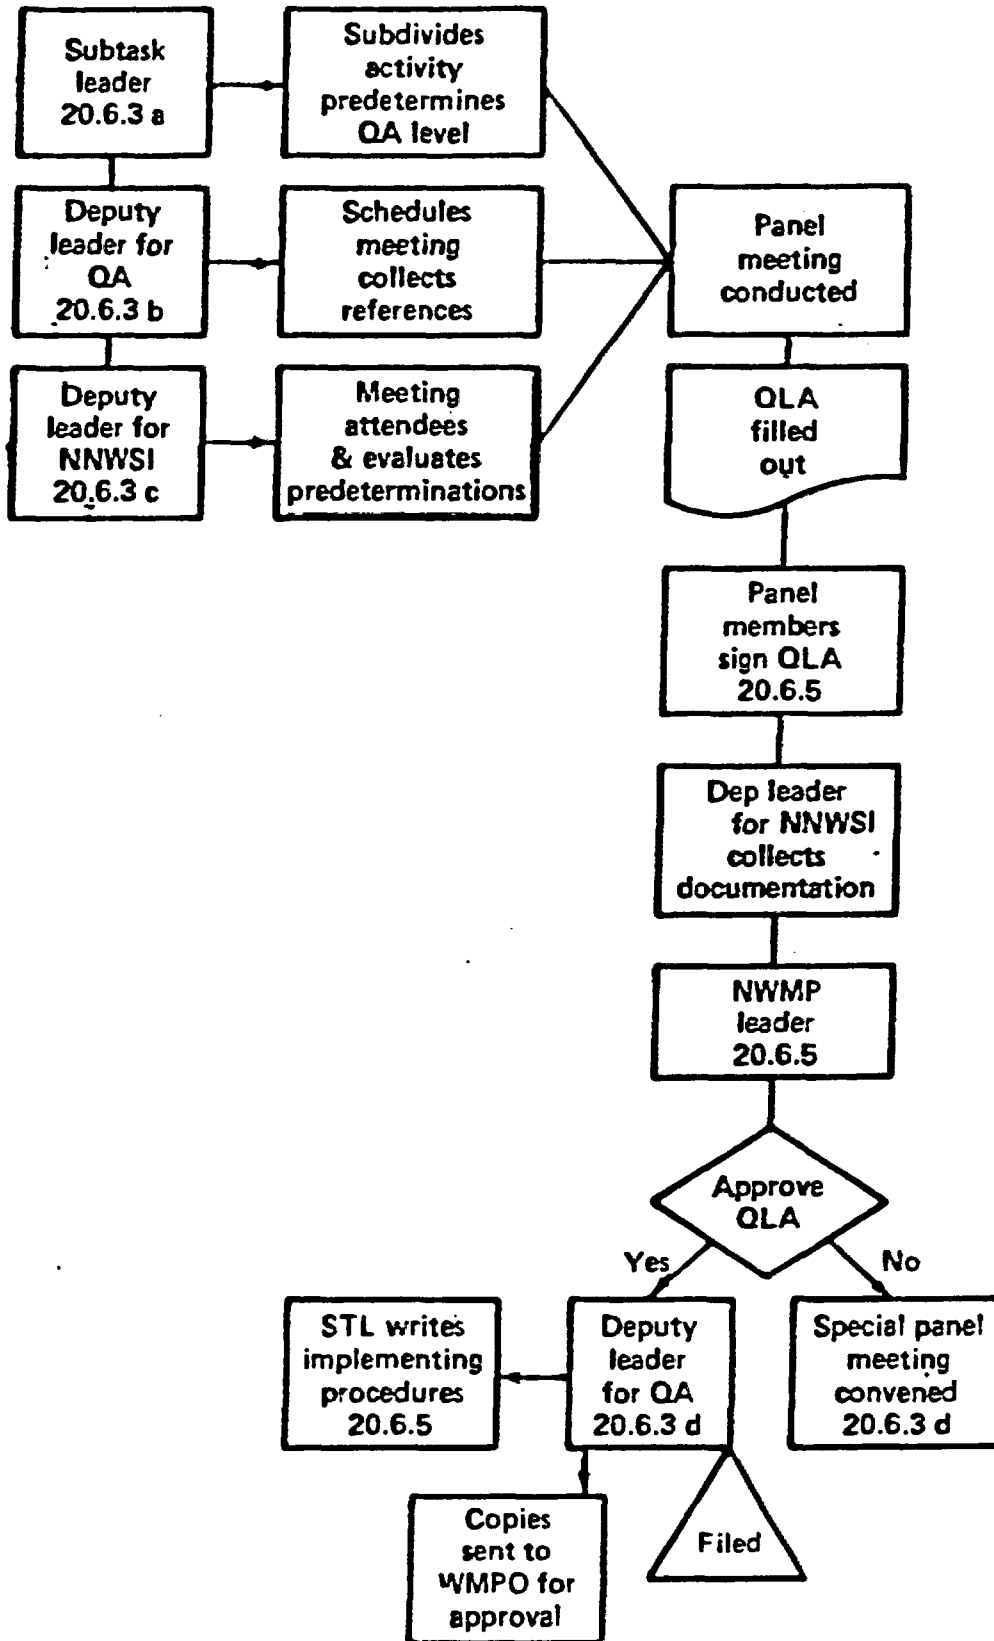 Subtask
leader
20.6.3 a
Subdivides
activity
predetermines
QA level
Deputy
leader for
QA
20.6.3 b
Schedules
meeting
collects
references
Panel
meeting
conducted
Deputy
leader for
NNWSI
20.6.3 c
Meeting
attendees
& evaluates
predeterminations
QLA
filled
out
Panel
members
sign QLA
20.6.5
Dep leader
for NNWSI
collects
documentation
NWMP
leader
20.6.5
Approve
QLA
Yes
No
STL writes
implementing
procedures
20.6.5
Deputy
leader
for QA
20.6.3 d
Special panel
meeting
convened
20.6.3 d
Copies
sent to
WMPO for
approval
Filed